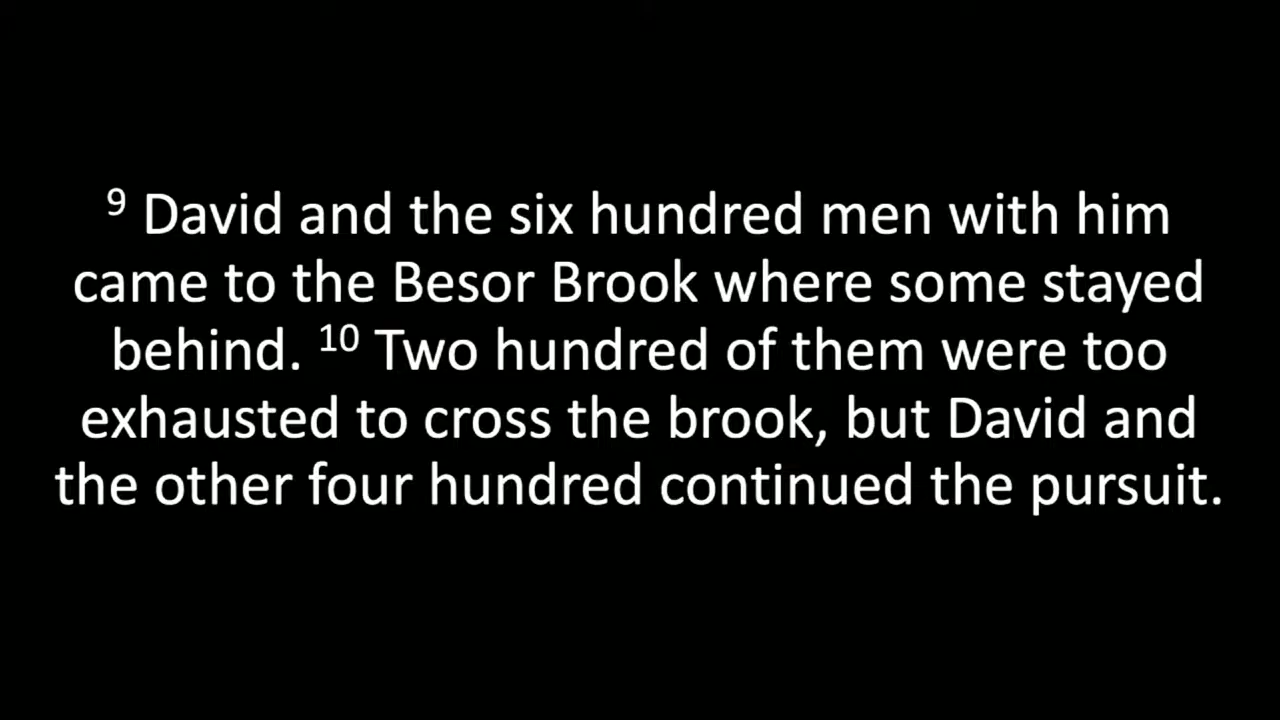 ⁹ David and the six hundred men with him
came to the Besor Brook where some stayed
behind. ¹⁰ Two hundred of them were too
exhausted to cross the brook, but David and
the other four hundred continued the pursuit.